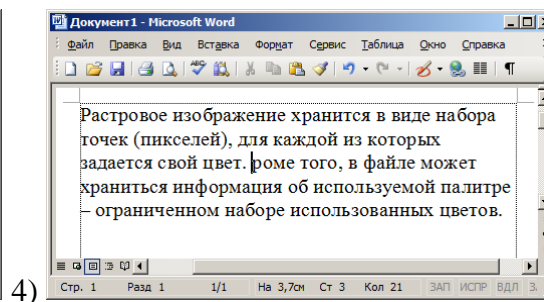 Документ1 - Microsoft Word
Файл Правка Вид Вставка Формат Сервис Таблица Окно Справка
Растровое изображение хранится в виде набора
точек (пикселей), для каждой из которых
задается свой цвет. роме того, в файле может
храниться информация об используемой палитре
– ограниченном наборе использованных цветов.
4)
Стр. 1 Разд 1 1/1 На 3,7см Ст 3 Кол 21 ЗАП ИСПР ВДЛ З.